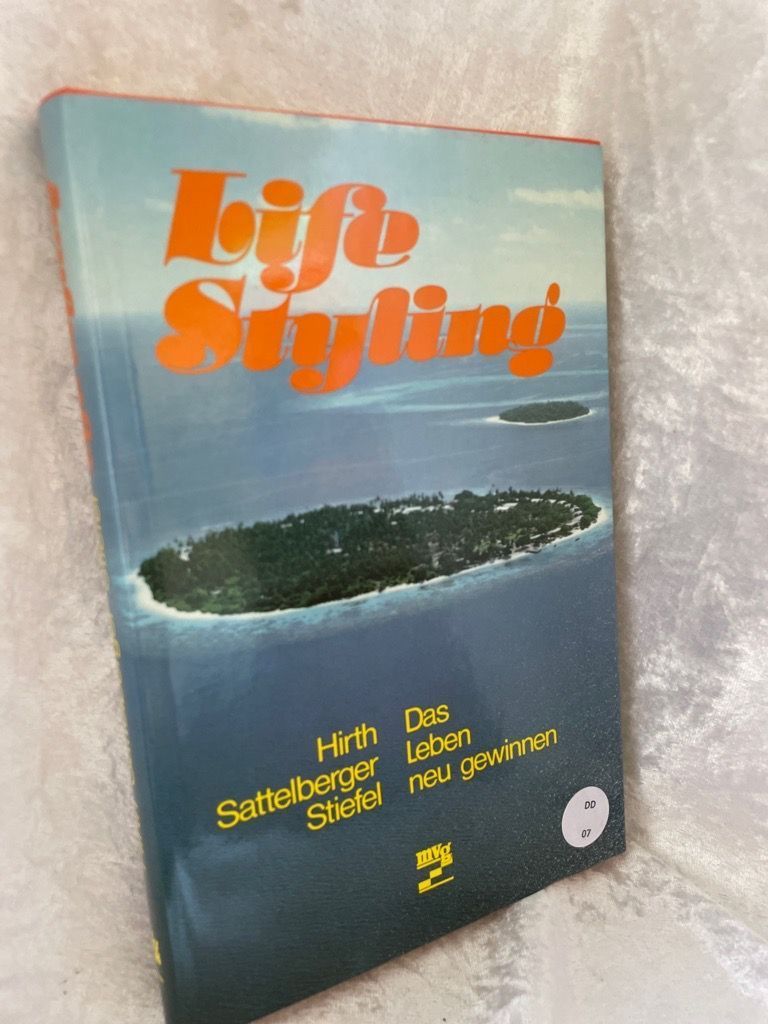 Life
Styling
Hirth
Sattelberger
Stiefel
Das
Leben
neu gewinnen
mvg
DD
07